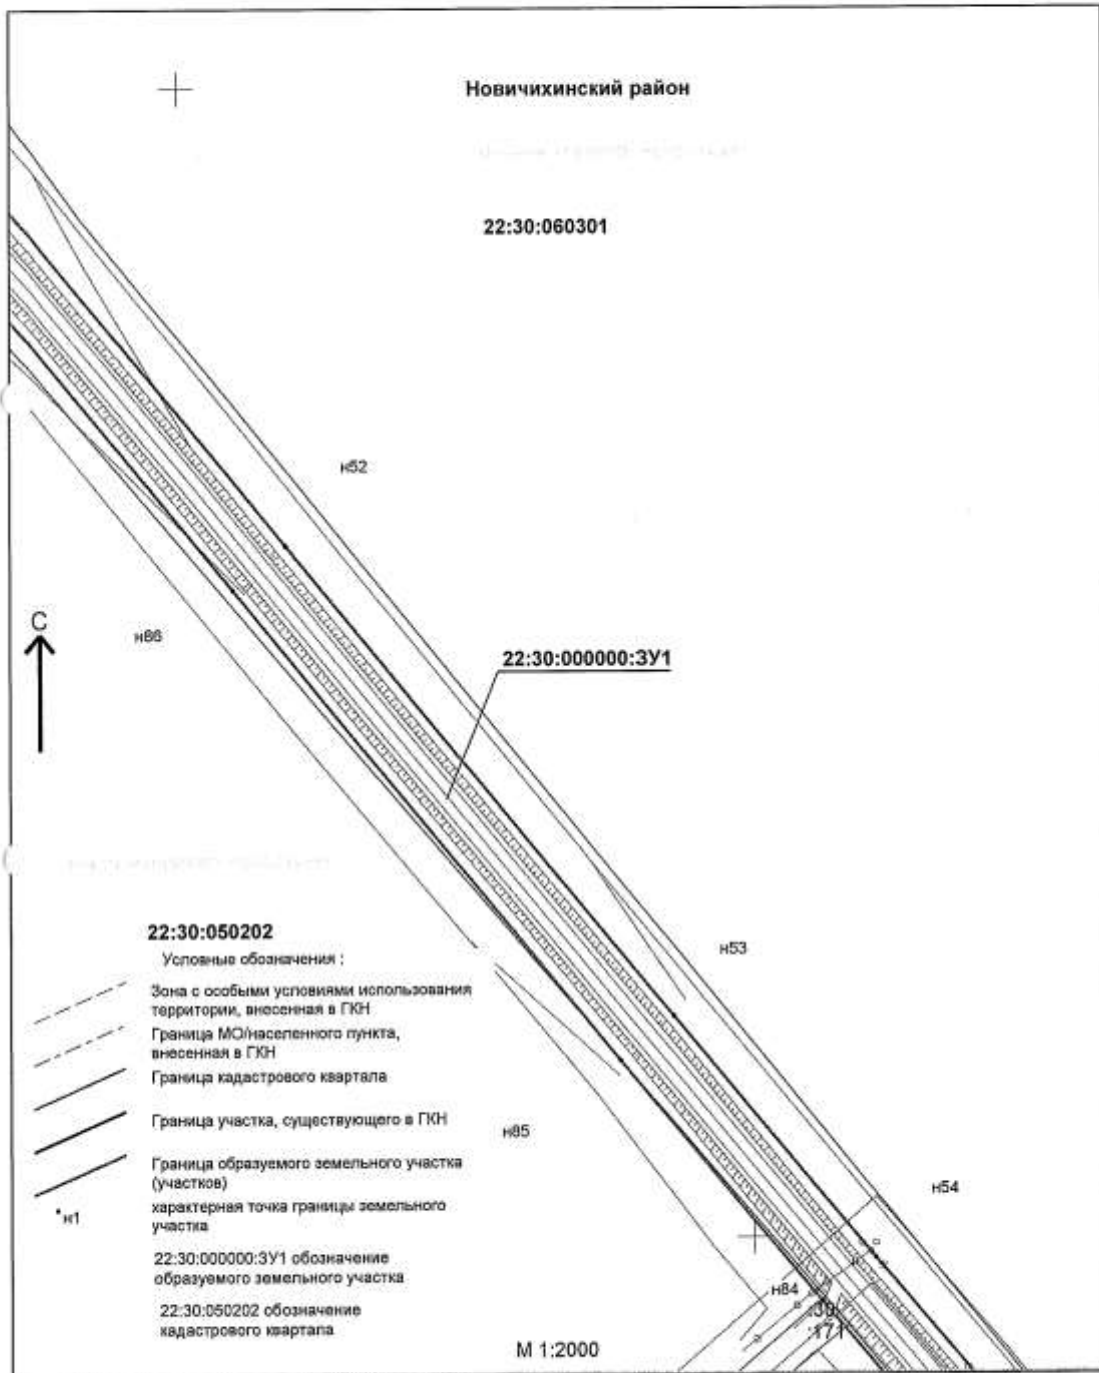 Новичихинский район
22:30:060301
н52
С
н86
22:30:000000:ЗУ1
н53
22:30:050202
Условные обозначения :
Зона с особыми условиями использования
территории, внесенная в ГКН
Граница МО/населенного пункта,
внесенная в ГКН
Граница кадастрового квартала
Граница участка, существующего в ГКН
н85
Граница образуемого земельного участка
(участков)
н54
н1
характерная точка границы земельного
участка
22:30:000000:ЗУ1 обозначение
образуемого земельного участка
н84
22:30:050202 обозначение
кадастрового квартала
:171
М 1:2000